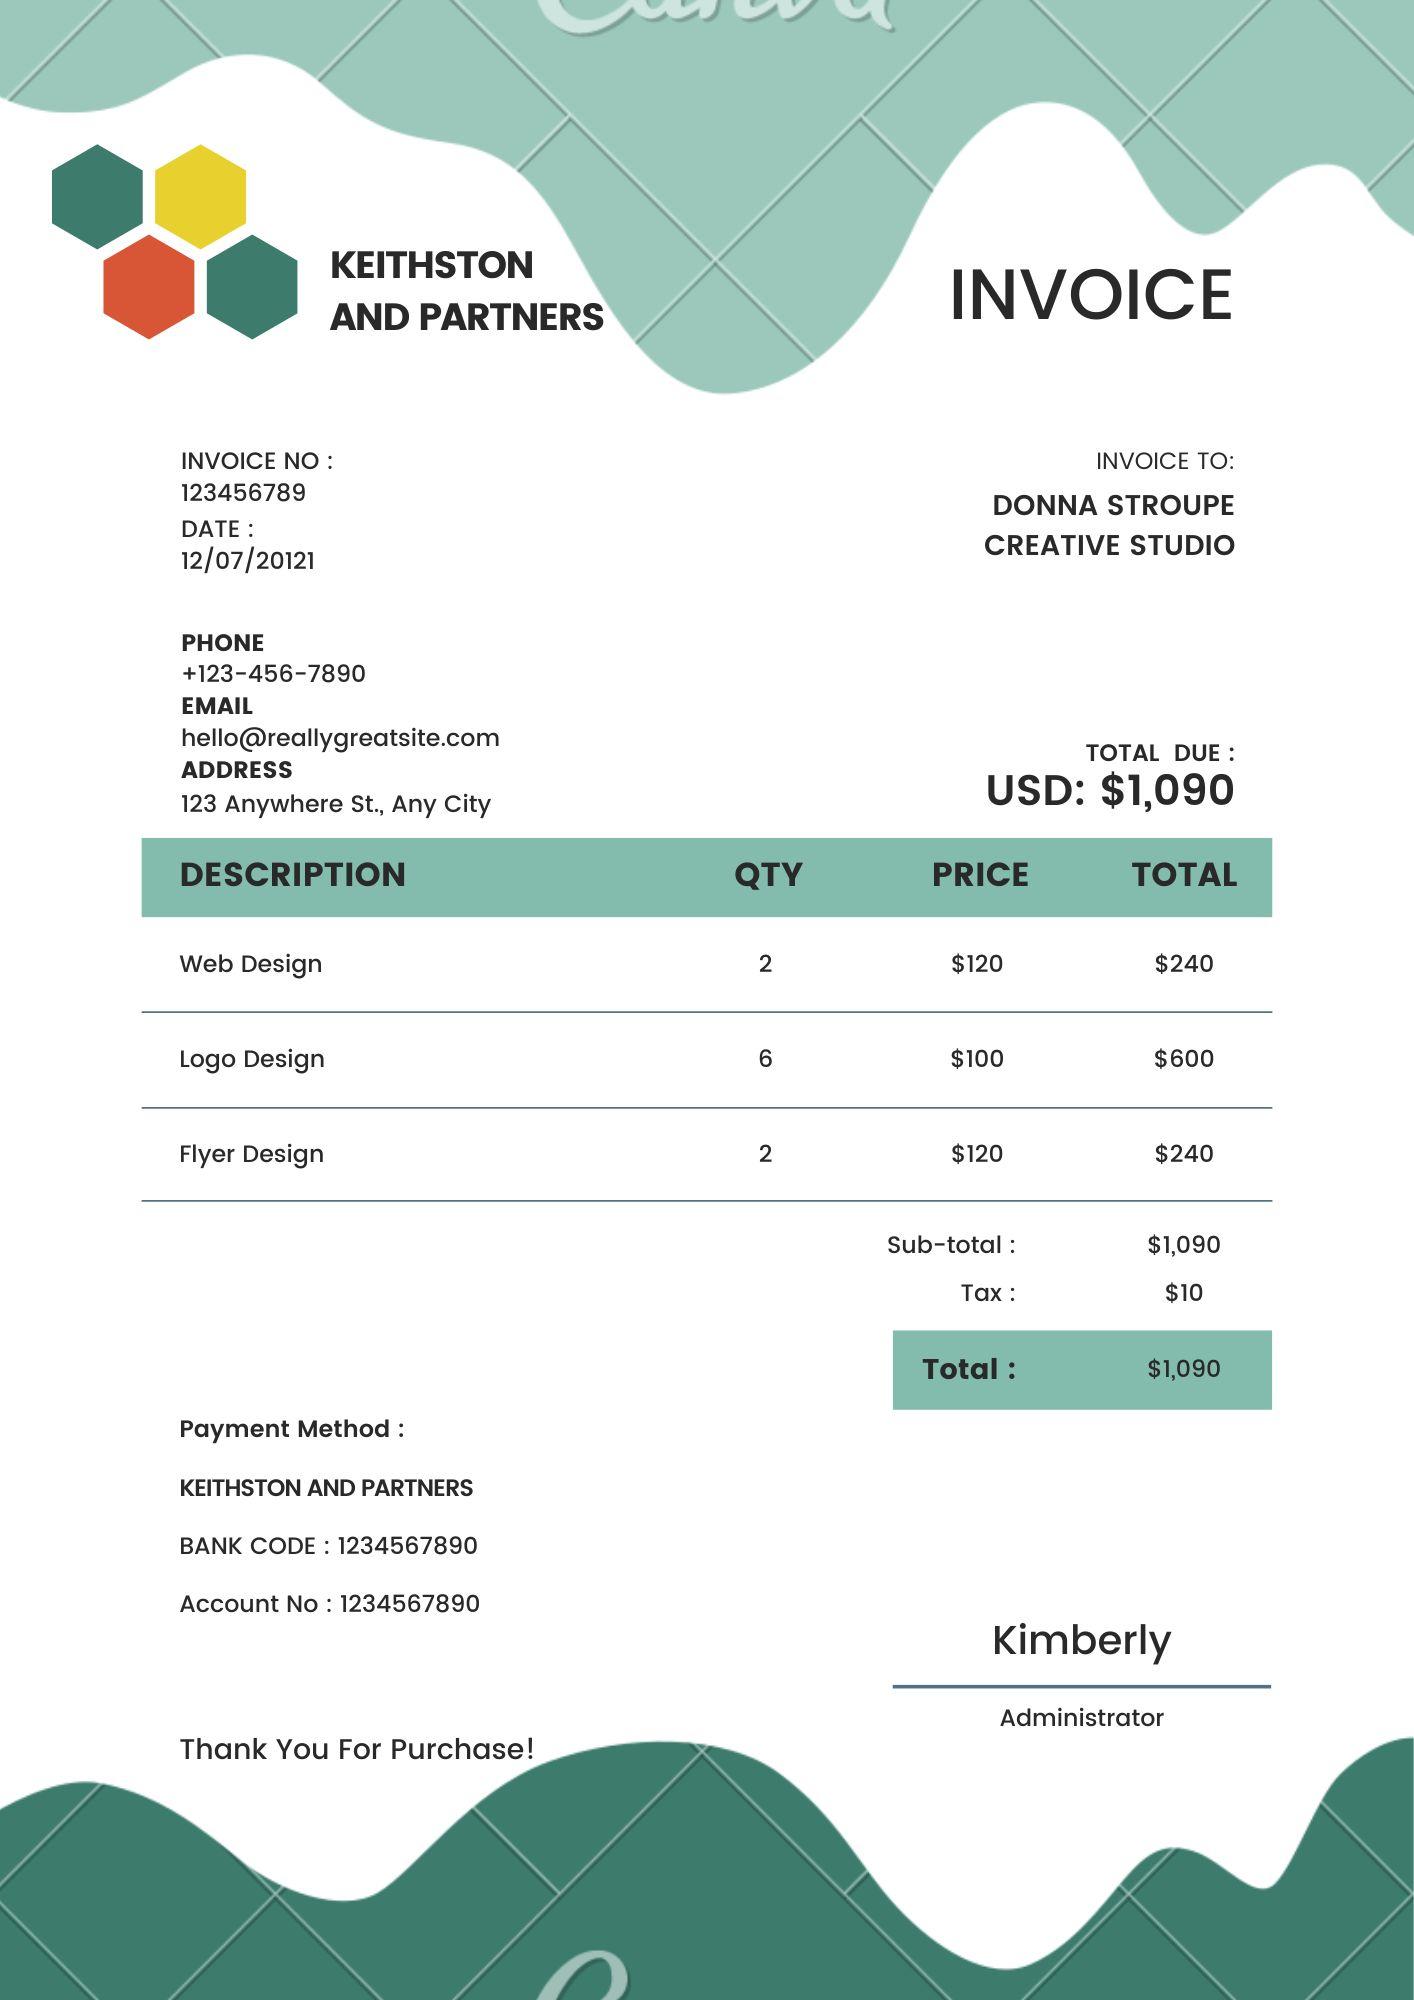 Canva
KEITHSTON
AND PARTNERS
INVOICE
INVOICE NO :
123456789
DATE :
12/07/20121
INVOICE TO:
DONNA STROUPE
CREATIVE STUDIO
PHONE
+123-456-7890
EMAIL
hello@reallygreatsite.com
ADDRESS
123 Anywhere St., Any City
TOTAL DUE :
USD: $1,090
DESCRIPTION QTY PRICE TOTAL
Web Design 2 $120 $240
Logo Design 6 $100 $600
Flyer Design 2 $120 $240
Sub-total : $1,090
Tax : $10
Total : $1,090
Payment Method :
KEITHSTON AND PARTNERS
BANK CODE : 1234567890
Account No : 1234567890
Kimberly
Administrator
Thank You For Purchase!